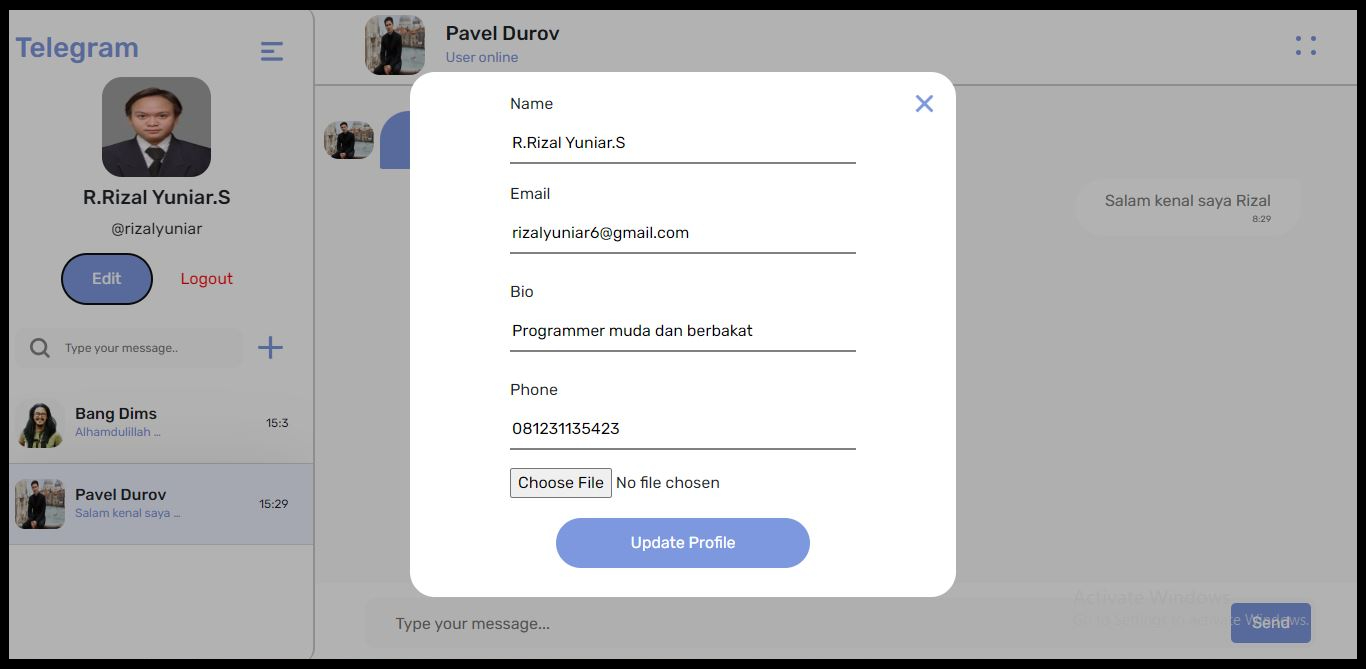 Telegram
R.Rizal Yuniar.S
@rizalyuniar
Edit
Logout
Type your message..
Bang Dims
Alhamdulillah ...
15:3
Pavel Durov
Salam kenal saya ...
15:29
Pavel Durov
User online
Salam kenal saya Rizal
8:29
Name
R.Rizal Yuniar.S
Email
rizalyuniar6@gmail.com
Bio
Programmer muda dan berbakat
Phone
081231135423
Choose File No file chosen
Update Profile
Type your message...
Send
Activate Windows
Go to Settings to activate Windows.